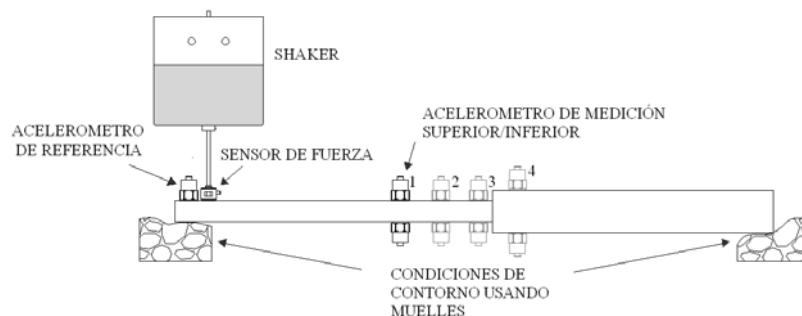 SHAKER
ACELEROMETRO
DE REFERENCIA
SENSOR DE FUERZA
ACELEROMETRO DE MEDICIÓN
SUPERIOR/INFERIOR
1
2
3
4
CONDICIONES DE
CONTORNO USANDO
MUELLES